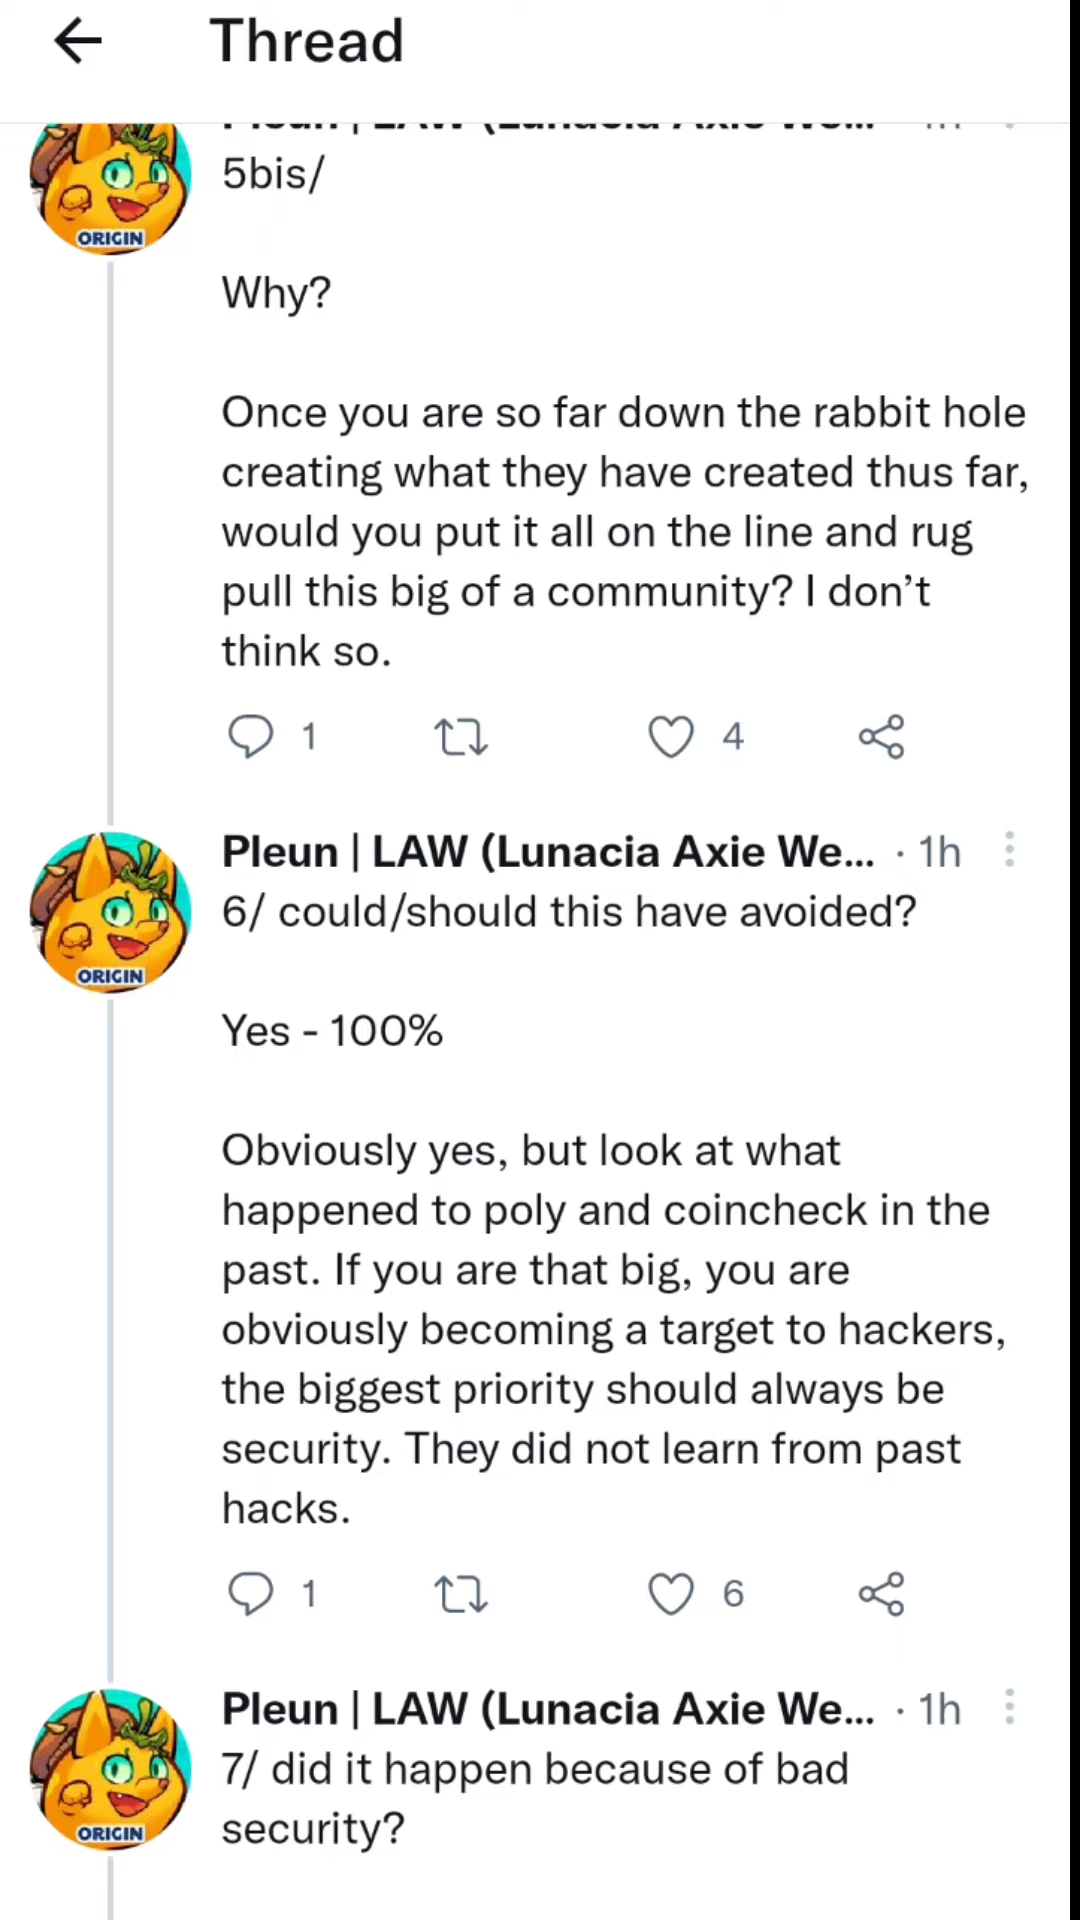 Thread
5bis/
ORIGIN
Why?
Once you are so far down the rabbit hole
creating what they have created thus far,
would you put it all on the line and rug
pull this big of a community? I don’t
think so.
1
4
Pleun | LAW (Lunacia Axie We... · 1h
6/ could/should this have avoided?
ORIGIN
Yes - 100%
Obviously yes, but look at what
happened to poly and coincheck in the
past. If you are that big, you are
obviously becoming a target to hackers,
the biggest priority should always be
security. They did not learn from past
hacks.
1
6
Pleun | LAW (Lunacia Axie We... · 1h
7/ did it happen because of bad
security?
ORIGIN